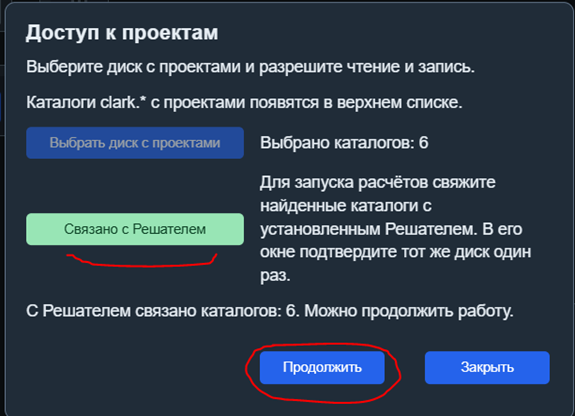 Доступ к проектам
Выберите диск с проектами и разрешите чтение и запись.
Каталоги clark.* с проектами появятся в верхнем списке.
Выбрать диск с проектами
Выбрано каталогов: 6
Для запуска расчётов свяжите
найденные каталоги с
установленным Решателем. В его
окне подтвердите тот же диск один
раз.
Связано с Решателем
С Решателем связано каталогов: 6. Можно продолжить работу.
Продолжить
Закрыть